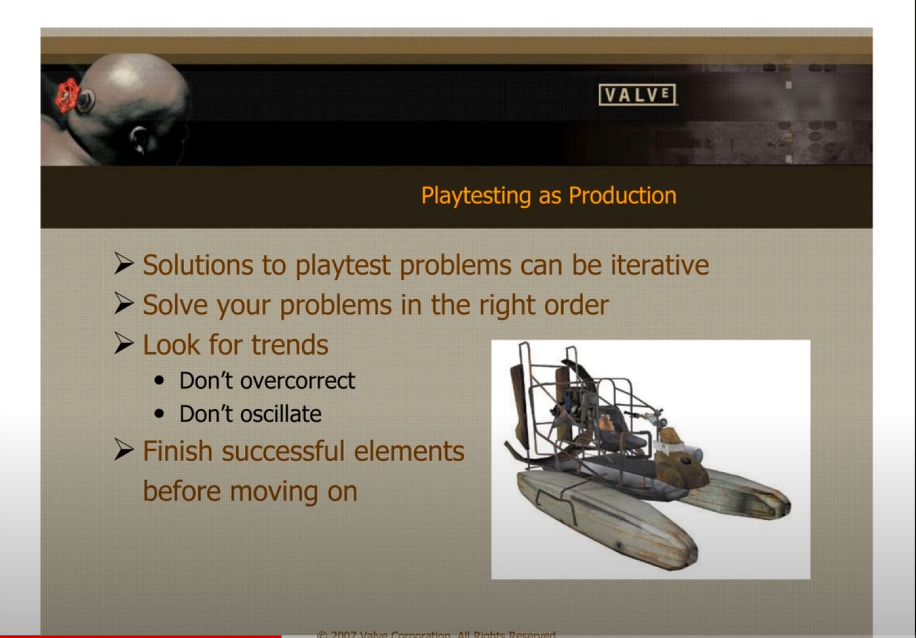 VALVE
Playtesting as Production
Solutions to playtest problems can be iterative
Solve your problems in the right order
Look for trends
Don't overcorrect
Don't oscillate
Finish successful elements
before moving on
© 2007 Valve Corporation. All Rights Reserved